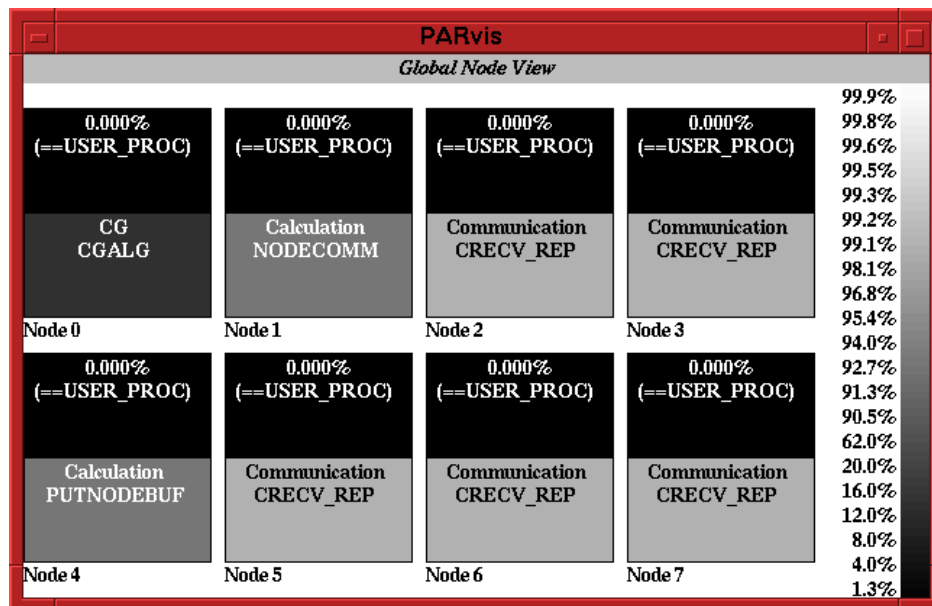 PARvis
Global Node View
0.000%
(==USER_PROC)
CG
CGALG
Node 0
0.000%
(==USER_PROC)
Calculation
NODECOMM
Node 1
0.000%
(==USER_PROC)
Communication
CRECV_REP
Node 2
0.000%
(==USER_PROC)
Communication
CRECV_REP
Node 3
0.000%
(==USER_PROC)
Calculation
PUTNODEBUF
Node 4
0.000%
(==USER_PROC)
Communication
CRECV_REP
Node 5
0.000%
(==USER_PROC)
Communication
CRECV_REP
Node 6
0.000%
(==USER_PROC)
Communication
CRECV_REP
Node 7
99.9%
99.8%
99.6%
99.5%
99.3%
99.2%
99.1%
98.1%
96.8%
95.4%
94.0%
92.7%
91.3%
90.5%
62.0%
20.0%
16.0%
12.0%
8.0%
4.0%
1.3%